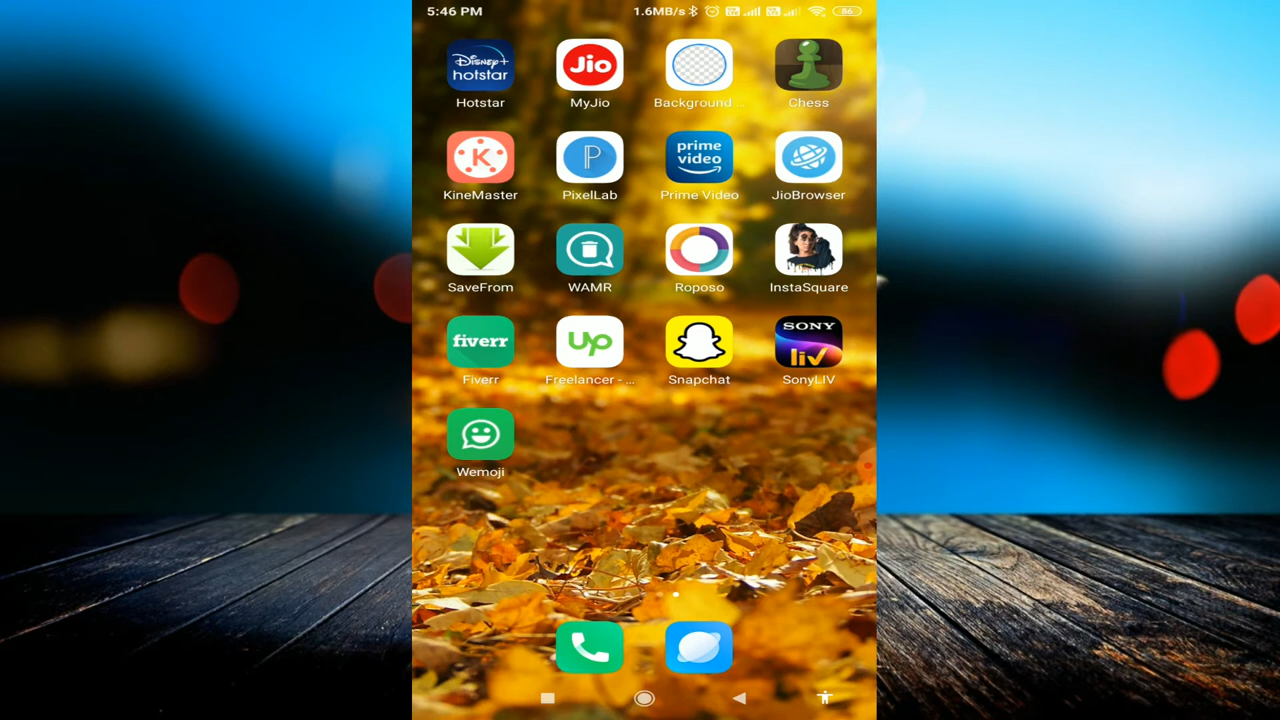 5:46 PM 1.6MB/s 86
Disney+
hotstar
Jio
Hotstar MyJio Background ... Chess
K P prime
video
KineMaster PixelLab Prime Video JioBrowser
SaveFrom WAMR Roposo InstaSquare
fiverr Up SONY
liv
Fiverr Freelancer - ... Snapchat SonyLIV
Wemoji